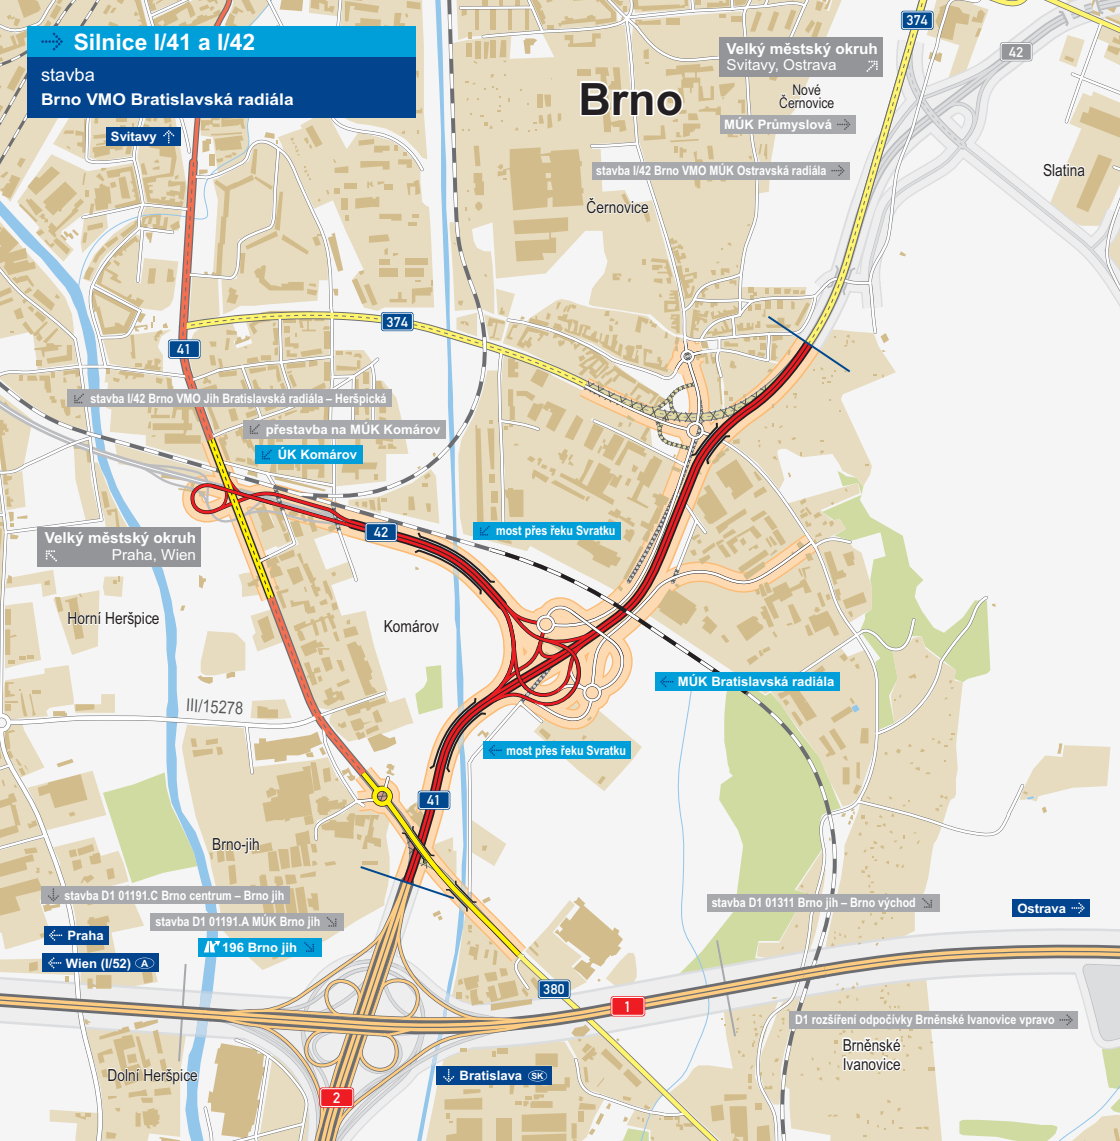 Silnice I/41 a I/42
stavba
Brno VMO Bratislavská radiála
Svitavy
374
Velký městský okruh
Svitavy, Ostrava
42
Brno
Nové
Černovice
MÚK Průmyslová
stavba I/42 Brno VMO MÚK Ostravská radiála
Slatina
Černovice
374
41
stavba I/42 Brno VMO Jih Bratislavská radiála – Heršpická
přestavba na MÚK Komárov
ÚK Komárov
Velký městský okruh
Praha, Wien
42
most přes řeku Svratku
Horní Heršpice
Komárov
MÚK Bratislavská radiála
III/15278
most přes řeku Svratku
41
Brno-jih
stavba D1 01191.C Brno centrum – Brno jih
stavba D1 01311 Brno jih – Brno východ
Ostrava
stavba D1 01191.A MÚK Brno jih
Praha
196 Brno jih
Wien (I/52) A
380
1
D1 rozšíření odpočívky Brněnské Ivanovice vpravo
Brněnské
Ivanovice
Dolní Heršpice
Bratislava SK
2